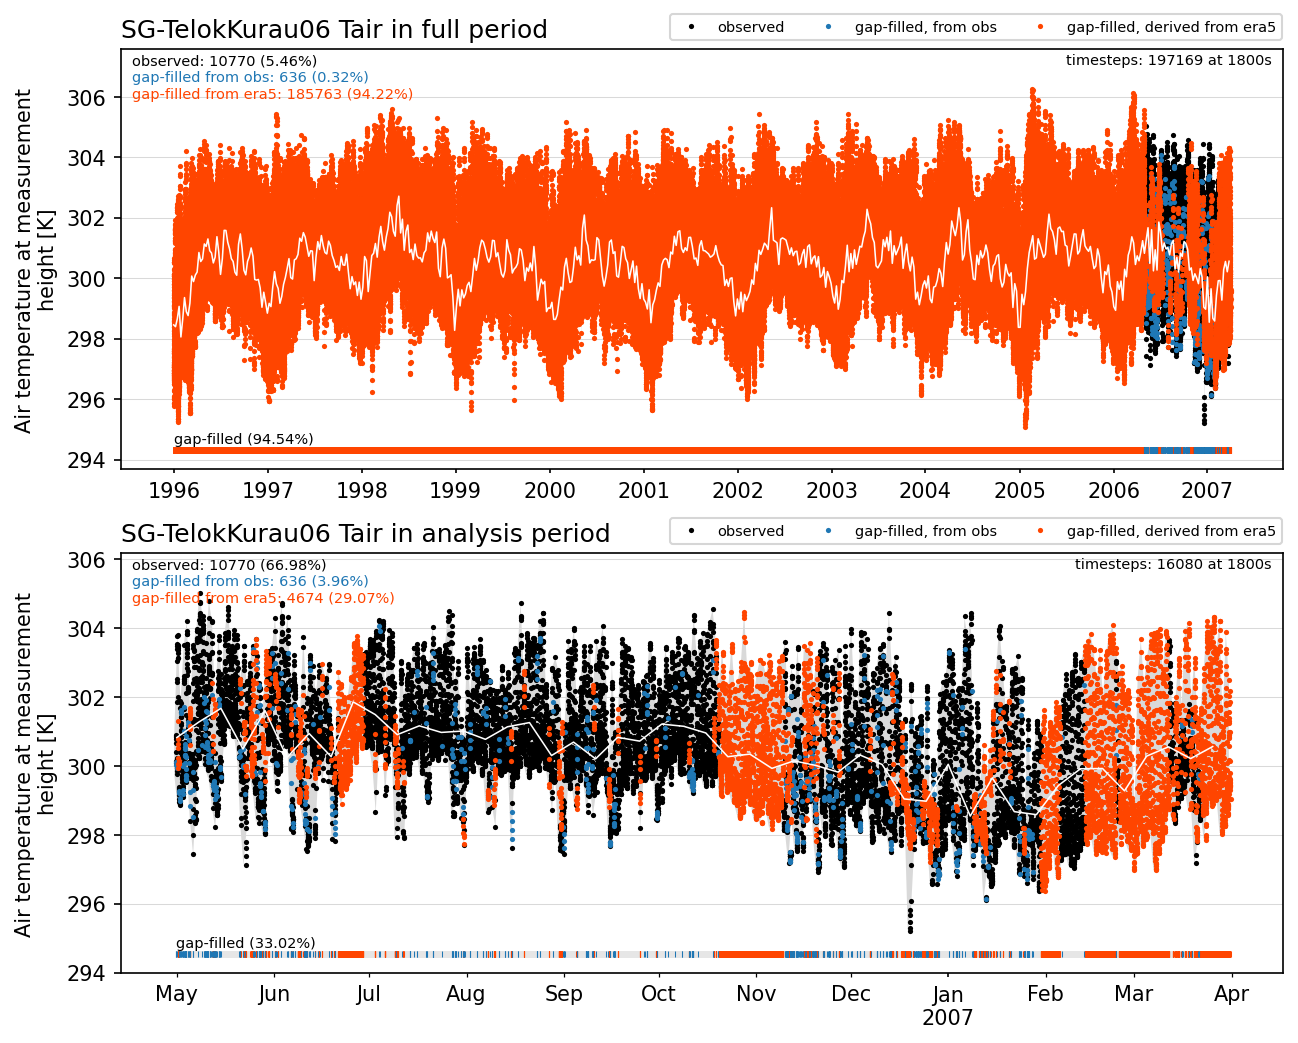 SG-TelokKurau06 Tair in full period
observed
gap-filled, from obs
gap-filled, derived from era5
observed: 10770 (5.46%)
gap-filled from obs: 636 (0.32%)
gap-filled from era5: 185763 (94.22%)
timesteps: 197169 at 1800s
Air temperature at measurement
height [K]
306
304
302
300
298
296
294
gap-filled (94.54%)
1996 1997 1998 1999 2000 2001 2002 2003 2004 2005 2006 2007
SG-TelokKurau06 Tair in analysis period
observed
gap-filled, from obs
gap-filled, derived from era5
observed: 10770 (66.98%)
gap-filled from obs: 636 (3.96%)
gap-filled from era5: 4674 (29.07%)
timesteps: 16080 at 1800s
Air temperature at measurement
height [K]
306
304
302
300
298
296
294
gap-filled (33.02%)
May Jun Jul Aug Sep Oct Nov Dec Jan Feb Mar Apr
2007